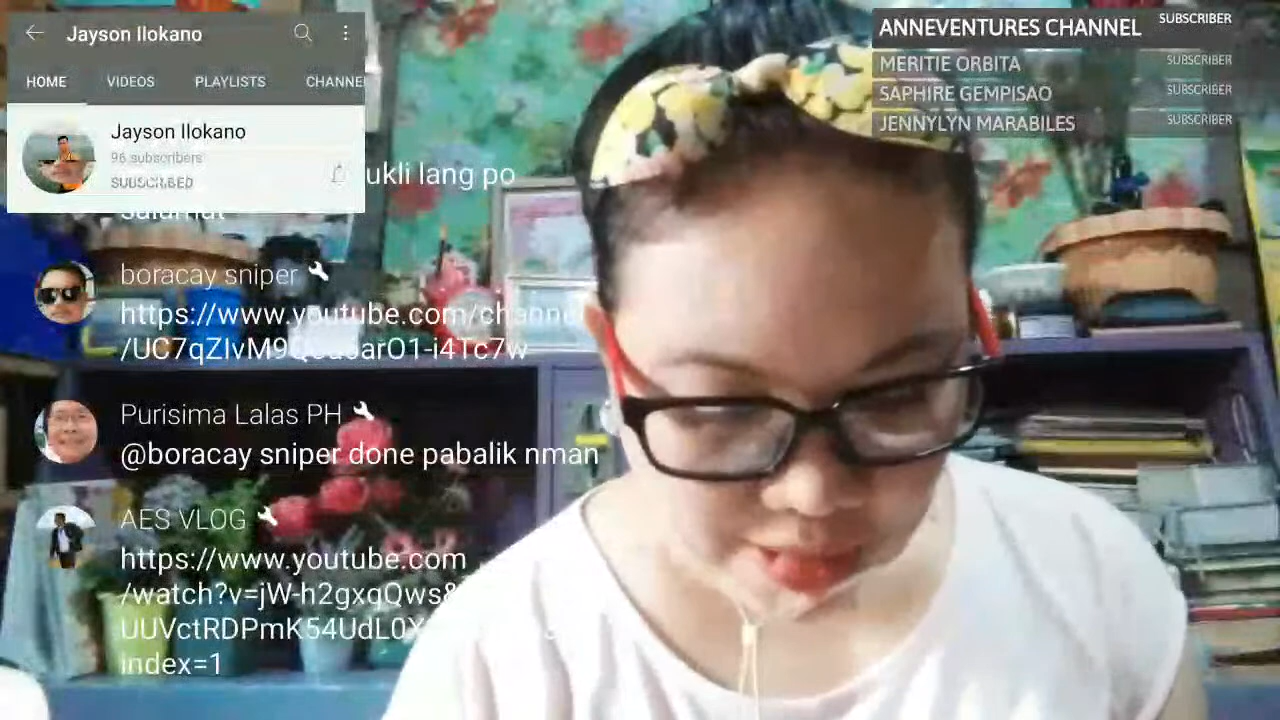 Jayson Ilokano
HOME VIDEOS PLAYLISTS CHANNE
Jayson Ilokano
96 subscribers
SUBSCRIBED
ukli lang po
salamat
boracay sniper
https://www.youtube.com/channel
Purisima Lalas PH
@boracay sniper done pabalik nman
AES VLOG
https://www.youtube.com
/watch?v=jW-h2gxqQws&
UUVctRDPmK54UdL0X
index=1
ANNEVENTURES CHANNEL SUBSCRIBER
MERITIE ORBITA SUBSCRIBER
SAPHIRE GEMPISAO SUBSCRIBER
JENNYLYN MARABILES SUBSCRIBER